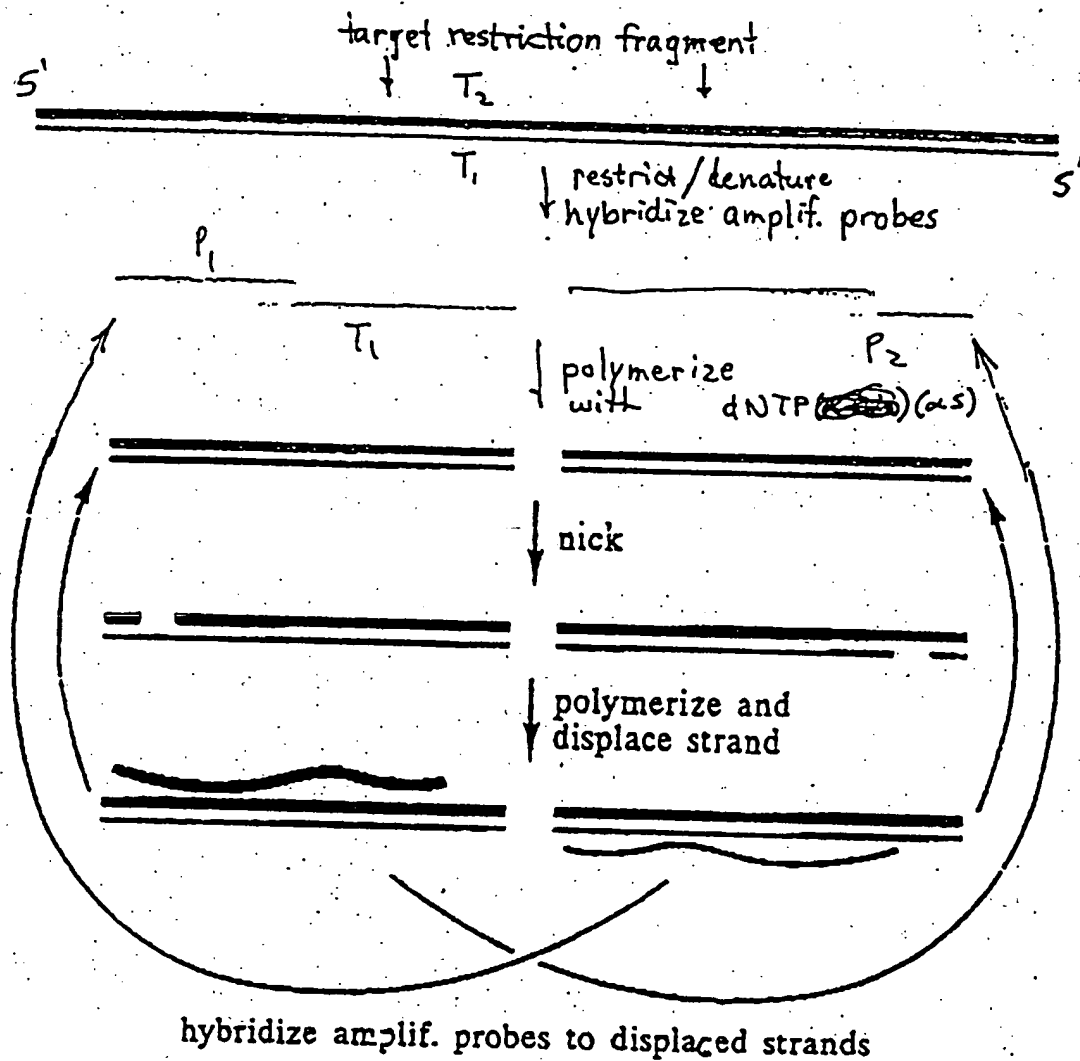 target restriction fragment
5'
T₂
T₁
5'
restrict/denature
hybridize amplif. probes
P₁
T₁
P₂
polymerize
with dNTP( )(αS)
nick
polymerize and
displace strand
hybridize amplif. probes to displaced strands